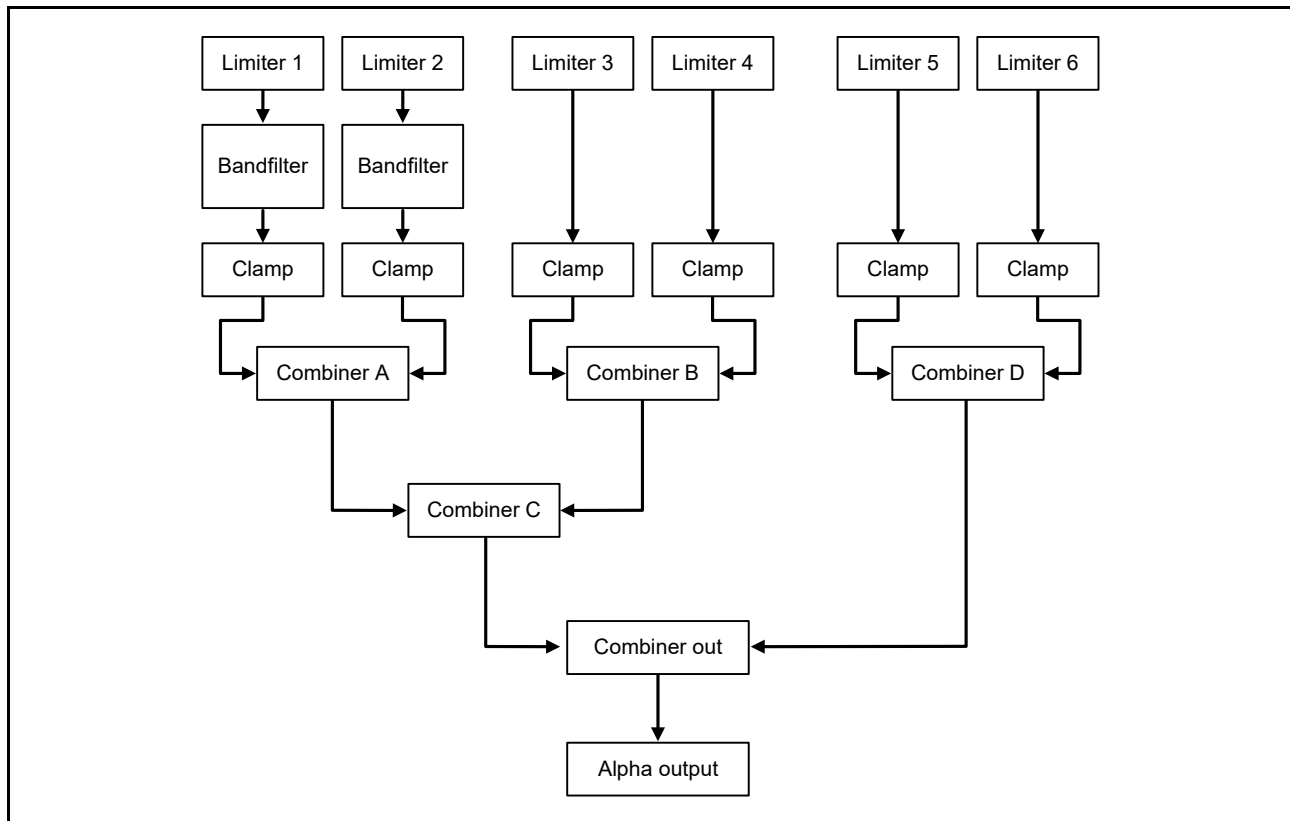 Limiter 1
Limiter 2
Limiter 3
Limiter 4
Limiter 5
Limiter 6
Bandfilter
Bandfilter
Clamp
Clamp
Clamp
Clamp
Clamp
Clamp
Combiner A
Combiner B
Combiner D
Combiner C
Combiner out
Alpha output